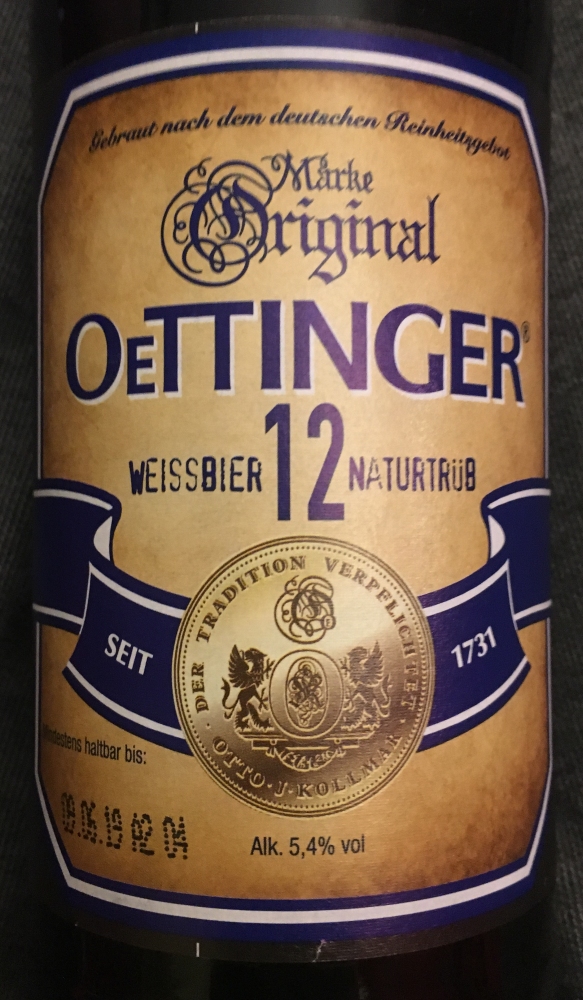 Gebraut nach dem deutschen Reinheitsgebot
Marke
Original
OeTTINGER®
WEISSBIER 12 NATURTRÜB
DER TRADITION VERPFLICHTET
SEIT 1731
O
OTTO·J·KOLLMAR
Mindestens haltbar bis:
Alk. 5,4% vol